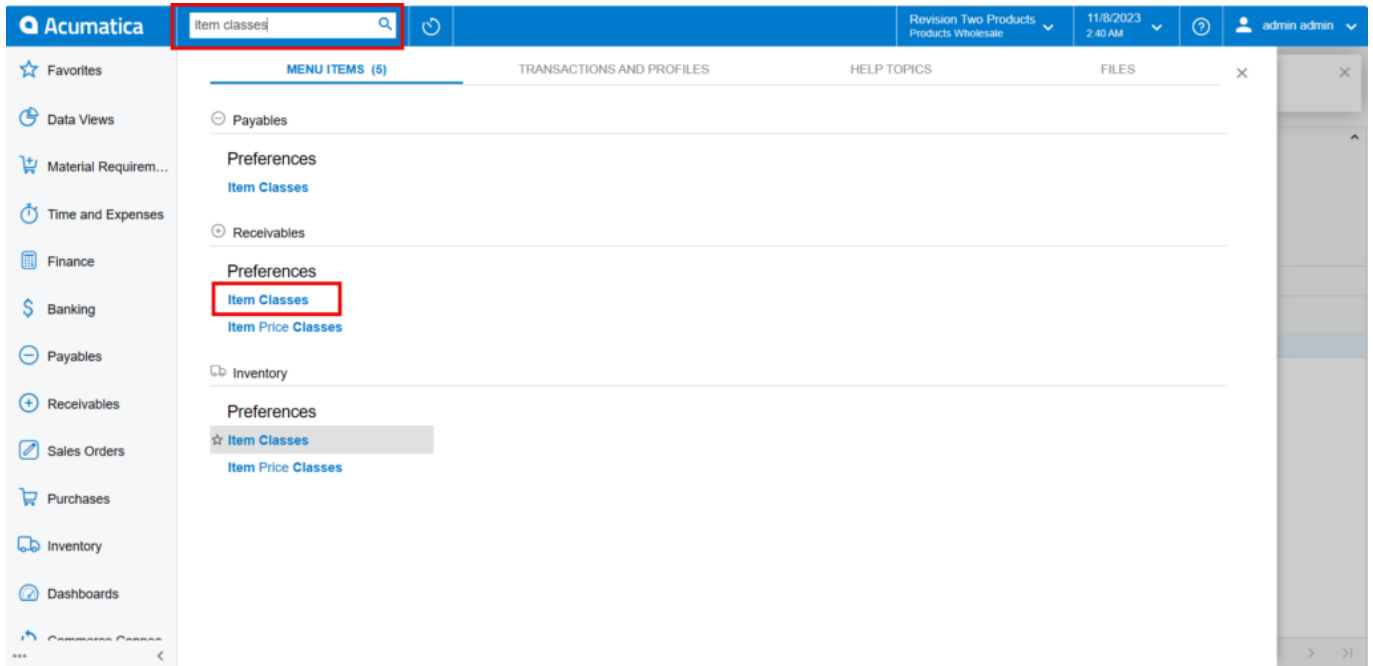 Acumatica
item classes
Revision Two Products
Products Wholesale
11/8/2023
2:40 AM
admin admin
Favorites
Data Views
Material Requirem...
Time and Expenses
Finance
Banking
Payables
Receivables
Sales Orders
Purchases
Inventory
Dashboards
MENU ITEMS (5)
TRANSACTIONS AND PROFILES
HELP TOPICS
FILES
Payables
Preferences
Item Classes
Receivables
Preferences
Item Classes
Item Price Classes
Inventory
Preferences
Item Classes
Item Price Classes